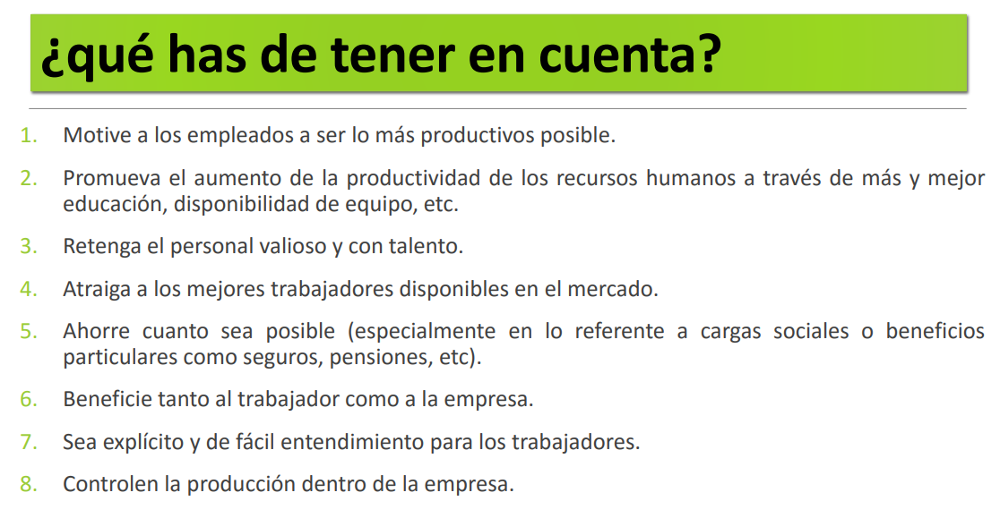 ¿qué has de tener en cuenta?
1. Motive a los empleados a ser lo más productivos posible.
2. Promueva el aumento de la productividad de los recursos humanos a través de más y mejor
educación, disponibilidad de equipo, etc.
3. Retenga el personal valioso y con talento.
4. Atraiga a los mejores trabajadores disponibles en el mercado.
5. Ahorre cuanto sea posible (especialmente en lo referente a cargas sociales o beneficios
particulares como seguros, pensiones, etc).
6. Beneficie tanto al trabajador como a la empresa.
7. Sea explícito y de fácil entendimiento para los trabajadores.
8. Controlen la producción dentro de la empresa.